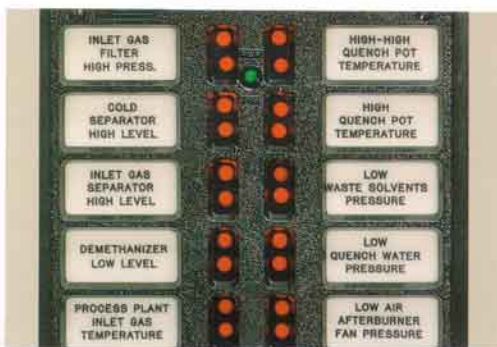 INLET GAS
FILTER
HIGH PRESS.
HIGH-HIGH
QUENCH POT
TEMPERATURE
COLD
SEPARATOR
HIGH LEVEL
HIGH
QUENCH POT
TEMPERATURE
INLET GAS
SEPARATOR
HIGH LEVEL
LOW
WASTE SOLVENTS
PRESSURE
DEMETHANIZER
LOW LEVEL
LOW
QUENCH WATER
PRESSURE
PROCESS PLANT
INLET GAS
TEMPERATURE
LOW AIR
AFTERBURNER
FAN PRESSURE